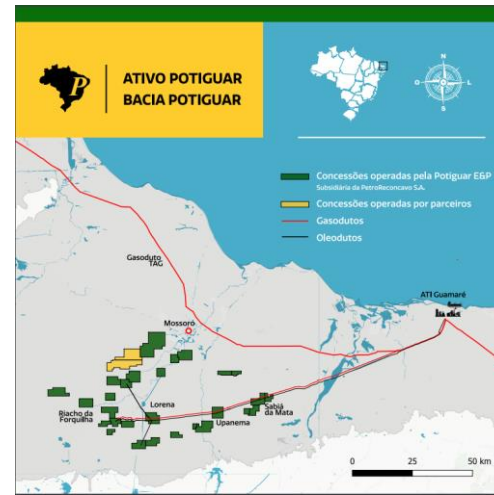 P
ATIVO POTIGUAR
BACIA POTIGUAR
N
O
L
S
Concessões operadas pela Potiguar E&P
Subsidiária da PetroReconcavo S.A.
Concessões operadas por parceiros
Gasodutos
Oleodutos
Gasoduto
TAG
ATI Guamaré
Mossoró
Lorena
Riacho da
Forquilha
Sabiá
da Mata
Upanema
0
25
50 km